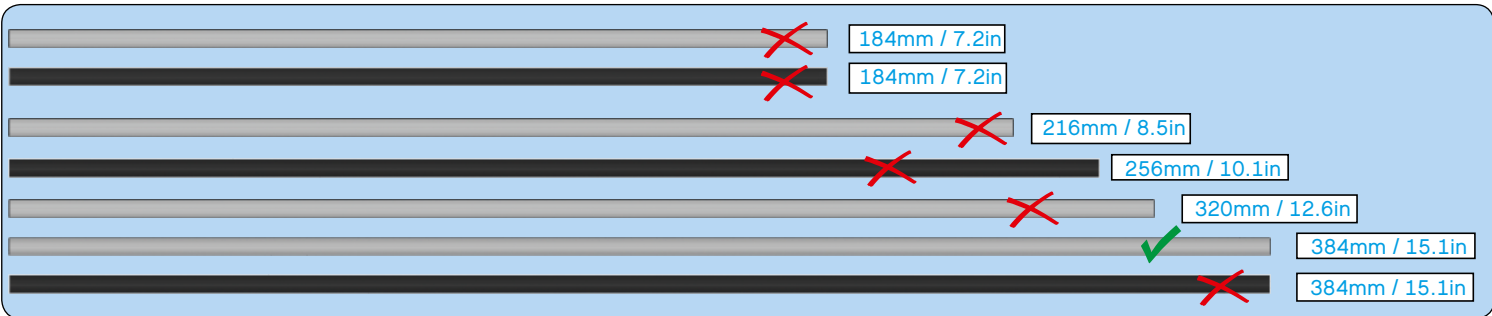 184mm / 7.2in
184mm / 7.2in
216mm / 8.5in
256mm / 10.1in
320mm / 12.6in
384mm / 15.1in
384mm / 15.1in